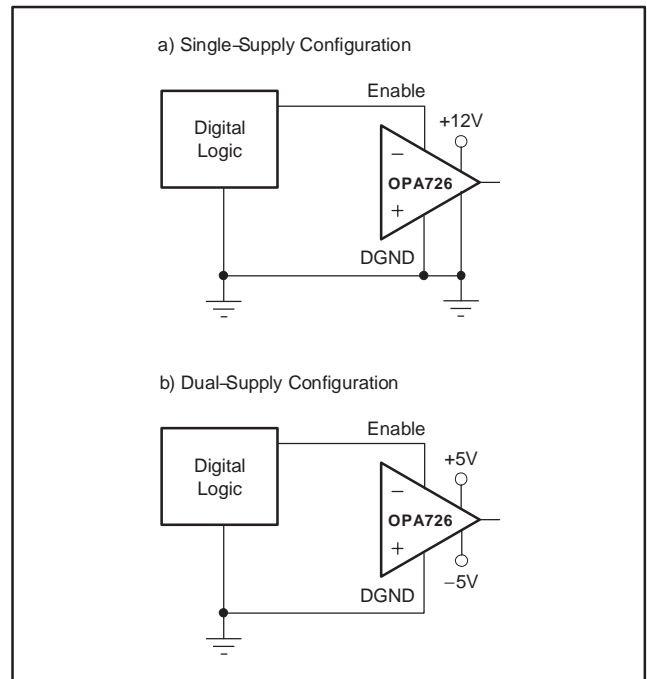 a) Single–Supply Configuration
Enable
Digital
Logic
+12V
−
OPA726
+
DGND
b) Dual–Supply Configuration
Enable
Digital
Logic
+5V
−
OPA726
+
−5V
DGND